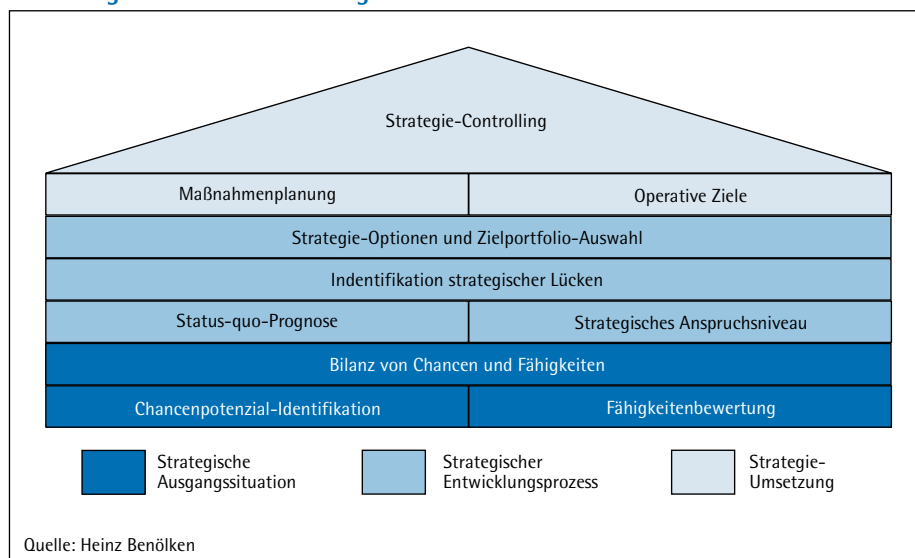 Strategie-Controlling
Maßnahmenplanung
Operative Ziele
Strategie-Optionen und Zielportfolio-Auswahl
Indentifikation strategischer Lücken
Status-quo-Prognose
Strategisches Anspruchsniveau
Bilanz von Chancen und Fähigkeiten
Chancenpotenzial-Identifikation
Fähigkeitenbewertung
Strategische
Ausgangssituation
Strategischer
Entwicklungsprozess
Strategie-
Umsetzung
Quelle: Heinz Benölken